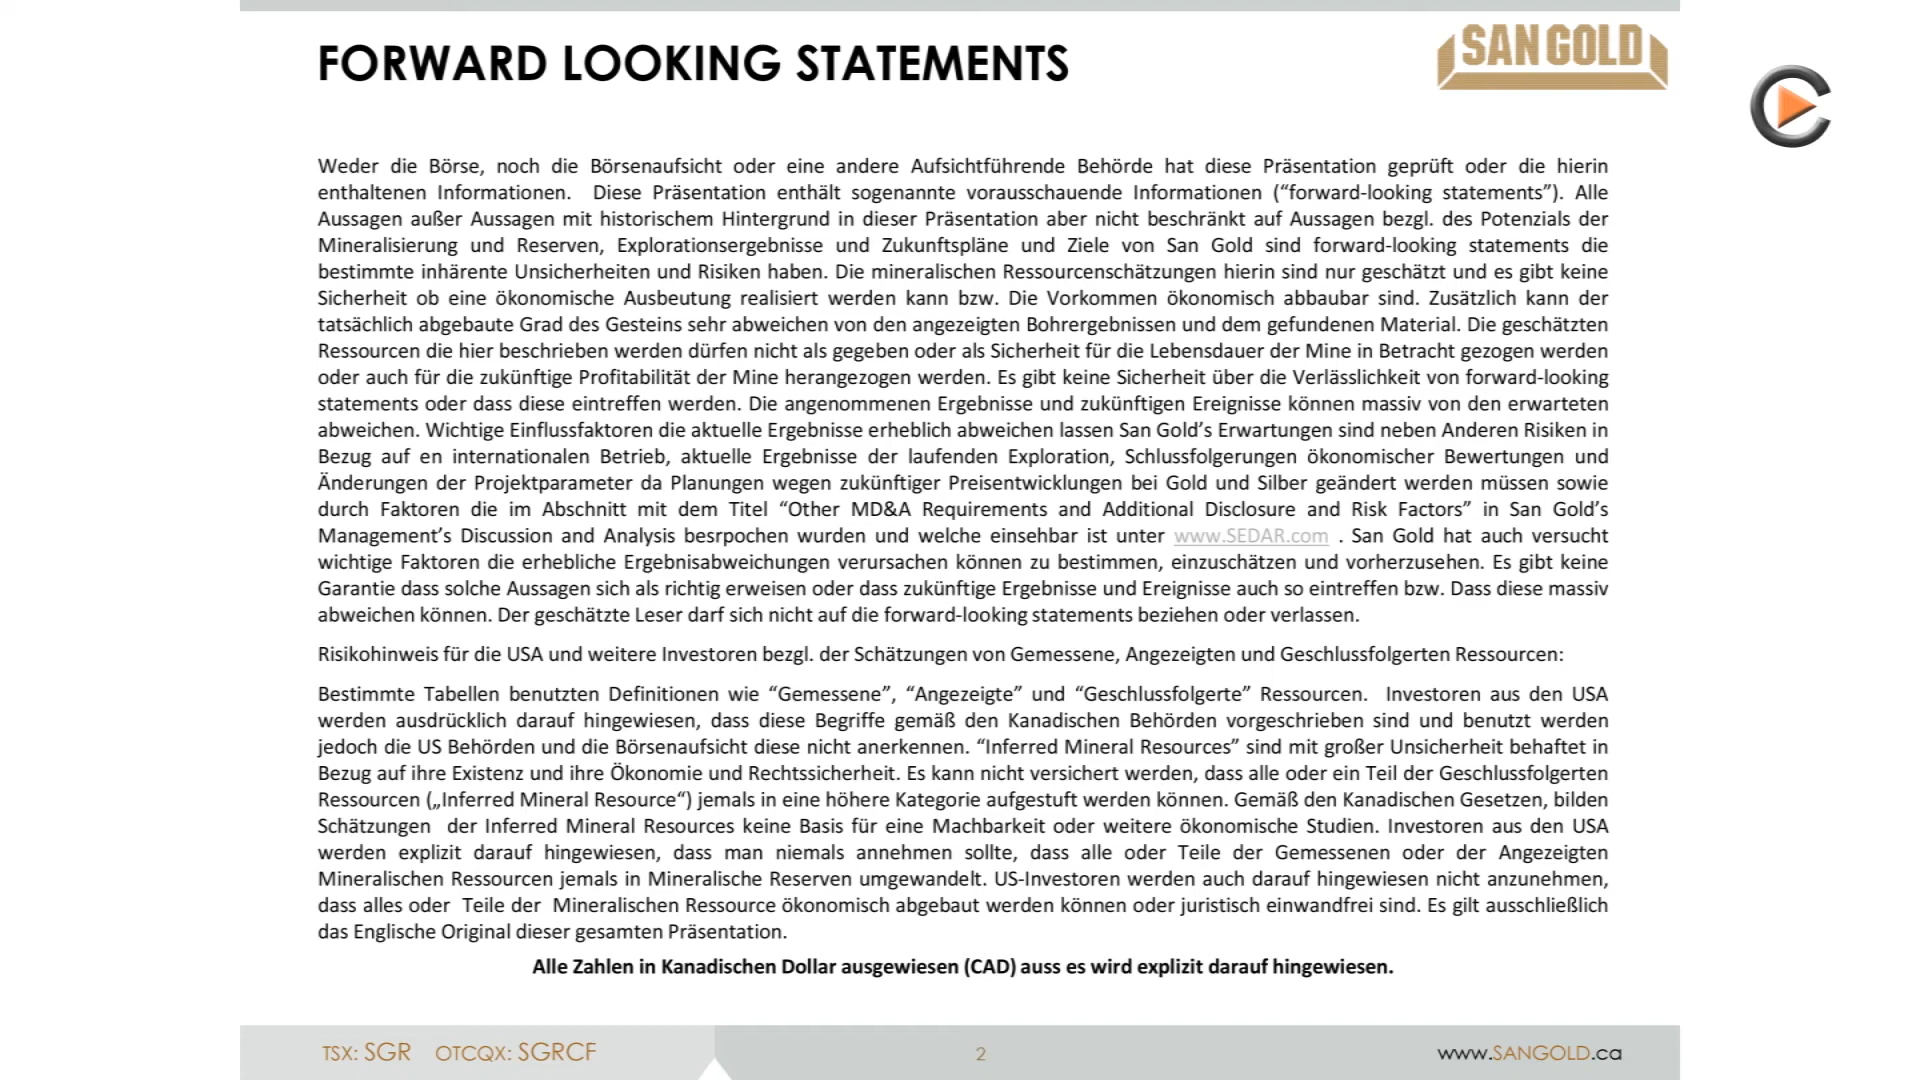 FORWARD LOOKING STATEMENTS
SAN GOLD
Weder die Börse, noch die Börsenaufsicht oder eine andere Aufsichtführende Behörde hat diese Präsentation geprüft oder die hierin
enthaltenen Informationen. Diese Präsentation enthält sogenannte vorausschauende Informationen (“forward-looking statements”). Alle
Aussagen außer Aussagen mit historischem Hintergrund in dieser Präsentation aber nicht beschränkt auf Aussagen bezgl. des Potenzials der
Mineralisierung und Reserven, Explorationsergebnisse und Zukunftspläne und Ziele von San Gold sind forward-looking statements die
bestimmte inhärente Unsicherheiten und Risiken haben. Die mineralischen Ressourcenschätzungen hierin sind nur geschätzt und es gibt keine
Sicherheit ob eine ökonomische Ausbeutung realisiert werden kann bzw. Die Vorkommen ökonomisch abbaubar sind. Zusätzlich kann der
tatsächlich abgebaute Grad des Gesteins sehr abweichen von den angezeigten Bohrergebnissen und dem gefundenen Material. Die geschätzten
Ressourcen die hier beschrieben werden dürfen nicht als gegeben oder als Sicherheit für die Lebensdauer der Mine in Betracht gezogen werden
oder auch für die zukünftige Profitabilität der Mine herangezogen werden. Es gibt keine Sicherheit über die Verlässlichkeit von forward-looking
statements oder dass diese eintreffen werden. Die angenommenen Ergebnisse und zukünftigen Ereignisse können massiv von den erwarteten
abweichen. Wichtige Einflussfaktoren die aktuelle Ergebnisse erheblich abweichen lassen San Gold’s Erwartungen sind neben Anderen Risiken in
Bezug auf en internationalen Betrieb, aktuelle Ergebnisse der laufenden Exploration, Schlussfolgerungen ökonomischer Bewertungen und
Änderungen der Projektparameter da Planungen wegen zukünftiger Preisentwicklungen bei Gold und Silber geändert werden müssen sowie
durch Faktoren die im Abschnitt mit dem Titel “Other MD&A Requirements and Additional Disclosure and Risk Factors” in San Gold’s
Management’s Discussion and Analysis besrpochen wurden und welche einsehbar ist unter www.SEDAR.com . San Gold hat auch versucht
wichtige Faktoren die erhebliche Ergebnisabweichungen verursachen können zu bestimmen, einzuschätzen und vorherzusehen. Es gibt keine
Garantie dass solche Aussagen sich als richtig erweisen oder dass zukünftige Ergebnisse und Ereignisse auch so eintreffen bzw. Dass diese massiv
abweichen können. Der geschätzte Leser darf sich nicht auf die forward-looking statements beziehen oder verlassen.
Risikohinweis für die USA und weitere Investoren bezgl. der Schätzungen von Gemessene, Angezeigten und Geschlussfolgerten Ressourcen:
Bestimmte Tabellen benutzten Definitionen wie “Gemessene”, “Angezeigte” und “Geschlussfolgerte” Ressourcen. Investoren aus den USA
werden ausdrücklich darauf hingewiesen, dass diese Begriffe gemäß den Kanadischen Behörden vorgeschrieben sind und benutzt werden
jedoch die US Behörden und die Börsenaufsicht diese nicht anerkennen. “Inferred Mineral Resources” sind mit großer Unsicherheit behaftet in
Bezug auf ihre Existenz und ihre Ökonomie und Rechtssicherheit. Es kann nicht versichert werden, dass alle oder ein Teil der Geschlussfolgerten
Ressourcen („Inferred Mineral Resource“) jemals in eine höhere Kategorie aufgestuft werden können. Gemäß den Kanadischen Gesetzen, bilden
Schätzungen der Inferred Mineral Resources keine Basis für eine Machbarkeit oder weitere ökonomische Studien. Investoren aus den USA
werden explizit darauf hingewiesen, dass man niemals annehmen sollte, dass alle oder Teile der Gemessenen oder der Angezeigten
Mineralischen Ressourcen jemals in Mineralische Reserven umgewandelt. US-Investoren werden auch darauf hingewiesen nicht anzunehmen,
dass alles oder Teile der Mineralischen Ressource ökonomisch abgebaut werden können oder juristisch einwandfrei sind. Es gilt ausschließlich
das Englische Original dieser gesamten Präsentation.
Alle Zahlen in Kanadischen Dollar ausgewiesen (CAD) auss es wird explizit darauf hingewiesen.
TSX: SGR OTCQX: SGRCF
2
www.SANGOLD.ca